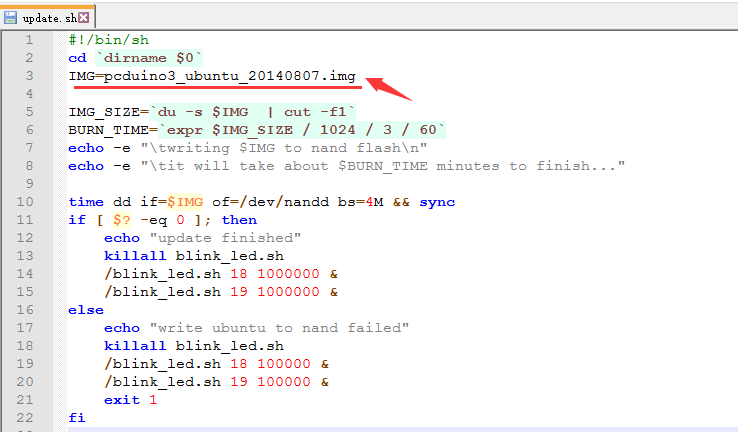 update.sh
1 #!/bin/sh
2 cd `dirname $0`
3 IMG=pcduino3_ubuntu_20140807.img
4
5 IMG_SIZE=`du -s $IMG | cut -f1`
6 BURN_TIME=`expr $IMG_SIZE / 1024 / 3 / 60`
7 echo -e "\twriting $IMG to nand flash\n"
8 echo -e "\tit will take about $BURN_TIME minutes to finish..."
9
10 time dd if=$IMG of=/dev/nandd bs=4M && sync
11 if [ $? -eq 0 ]; then
12     echo "update finished"
13     killall blink_led.sh
14     /blink_led.sh 18 1000000 &
15     /blink_led.sh 19 1000000 &
16 else
17     echo "write ubuntu to nand failed"
18     killall blink_led.sh
19     /blink_led.sh 18 100000 &
20     /blink_led.sh 19 100000 &
21     exit 1
22 fi